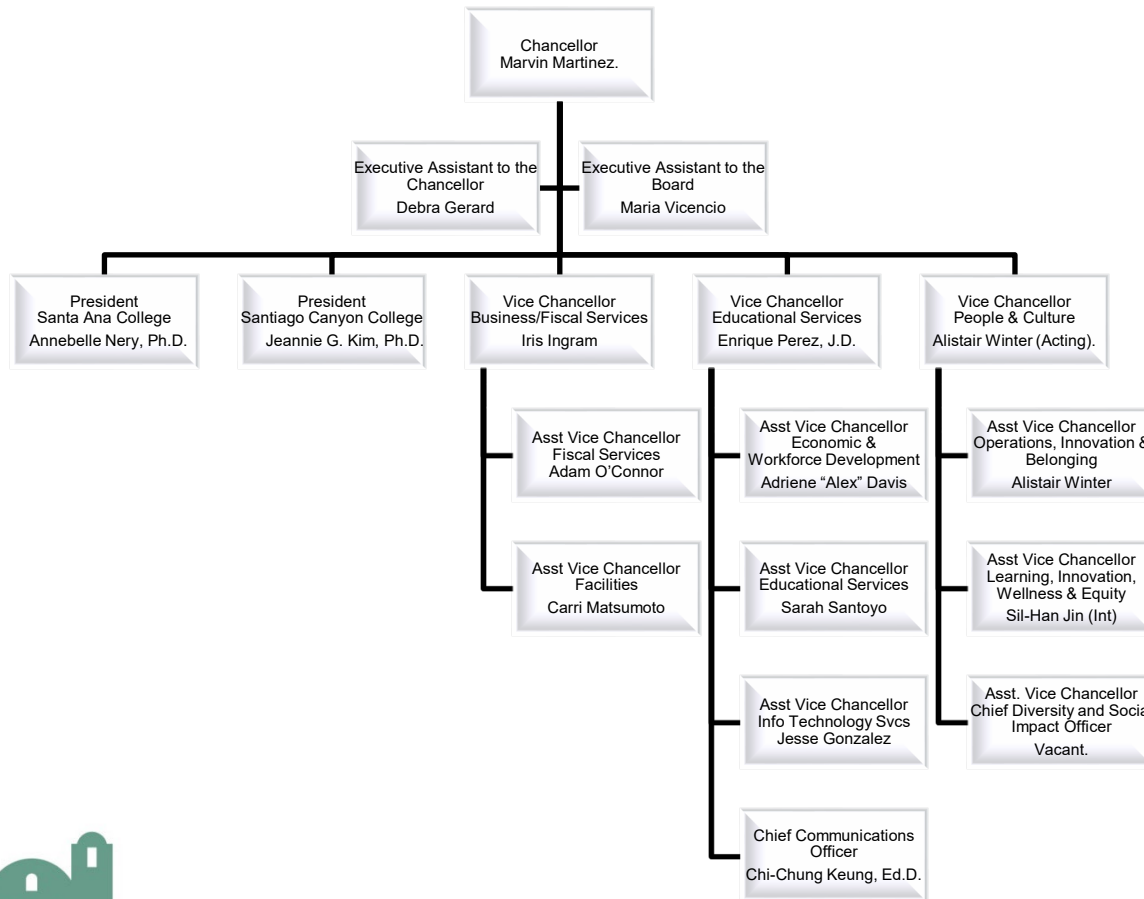 Chancellor
Marvin Martinez.
Executive Assistant to the
Chancellor
Debra Gerard
Executive Assistant to the
Board
Maria Vicencio
President
Santa Ana College
Annebelle Nery, Ph.D.
President
Santiago Canyon College
Jeannie G. Kim, Ph.D.
Vice Chancellor
Business/Fiscal Services
Iris Ingram
Vice Chancellor
Educational Services
Enrique Perez, J.D.
Vice Chancellor
People & Culture
Alistair Winter (Acting).
Asst Vice Chancellor
Fiscal Services
Adam O’Connor
Asst Vice Chancellor
Facilities
Carri Matsumoto
Asst Vice Chancellor
Economic &
Workforce Development
Adriene “Alex” Davis
Asst Vice Chancellor
Educational Services
Sarah Santoyo
Asst Vice Chancellor
Info Technology Svcs
Jesse Gonzalez
Chief Communications
Officer
Chi-Chung Keung, Ed.D.
Asst Vice Chancellor
Operations, Innovation &
Belonging
Alistair Winter
Asst Vice Chancellor
Learning, Innovation,
Wellness & Equity
Sil-Han Jin (Int)
Asst. Vice Chancellor
Chief Diversity and Socia
Impact Officer
Vacant.